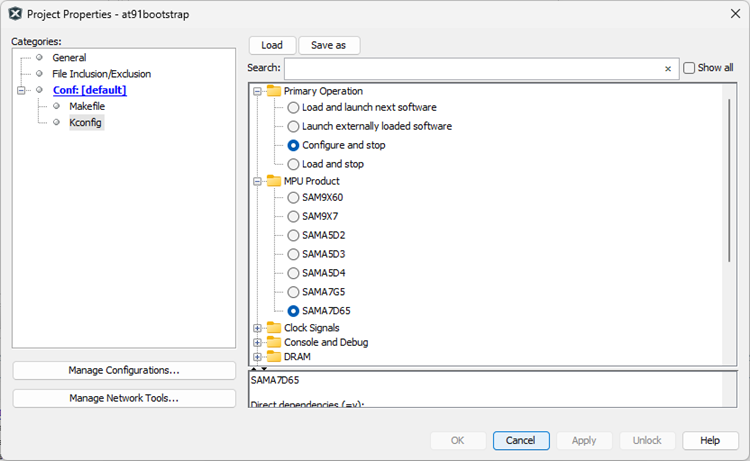 Project Properties - at91bootstrap
Categories:
General
File Inclusion/Exclusion
Conf: [default]
Makefile
Kconfig
Manage Configurations...
Manage Network Tools...
Load
Save as
Search:
Show all
Primary Operation
Load and launch next software
Launch externally loaded software
Configure and stop
Load and stop
MPU Product
SAM9X60
SAM9X7
SAMA5D2
SAMA5D3
SAMA5D4
SAMA7G5
SAMA7D65
Clock Signals
Console and Debug
DRAM
SAMA7D65
Direct dependencies (=y):
OK
Cancel
Apply
Unlock
Help